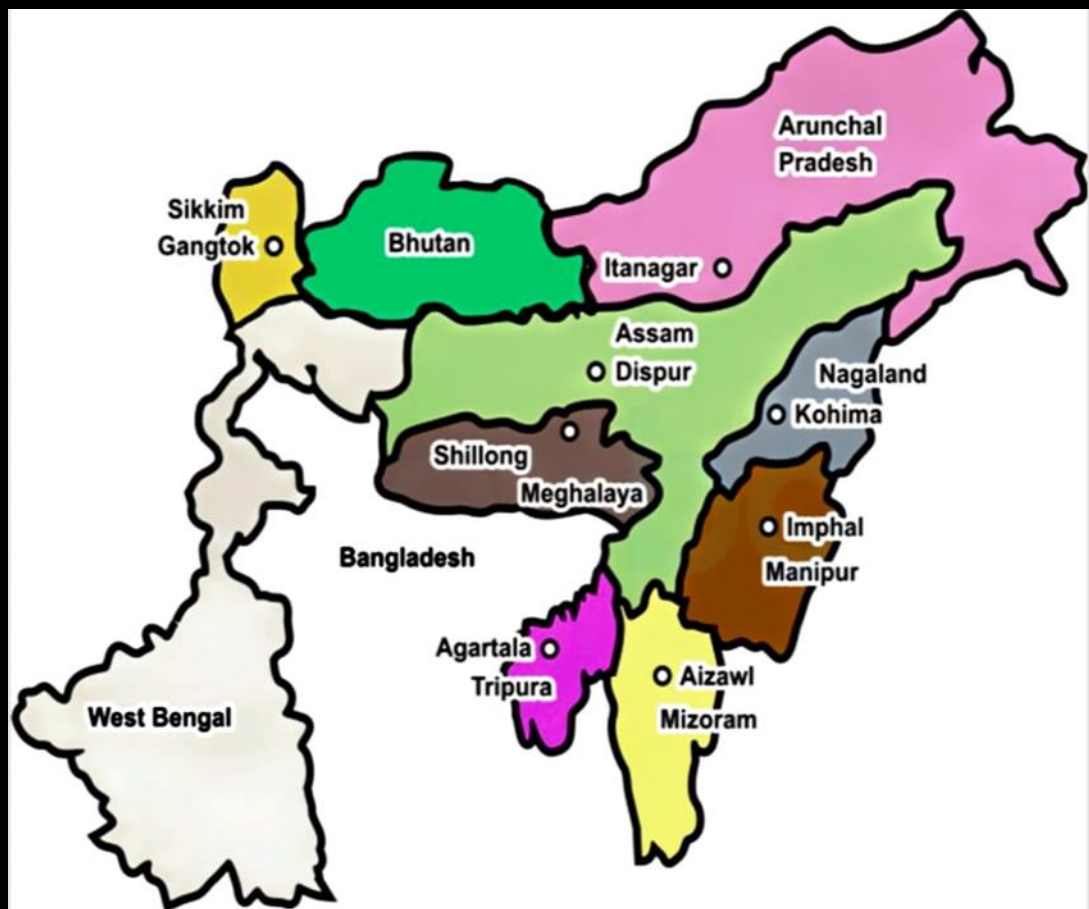 Arunchal
Pradesh
Sikkim
Gangtok
Bhutan
Itanagar
Assam
Dispur
Nagaland
Kohima
Shillong
Meghalaya
Imphal
Bangladesh
Manipur
Agartala
Tripura
Aizawl
Mizoram
West Bengal